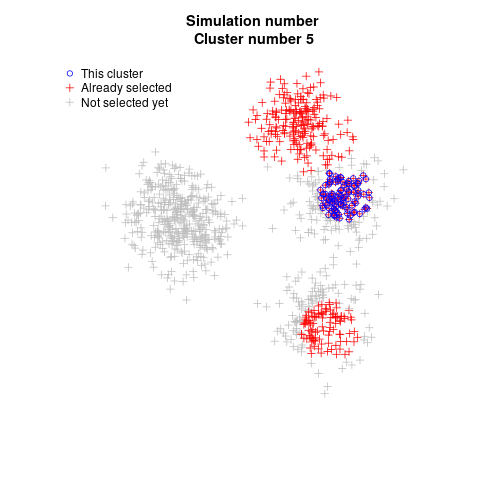 Simulation number
Cluster number 5
This cluster
Already selected
Not selected yet